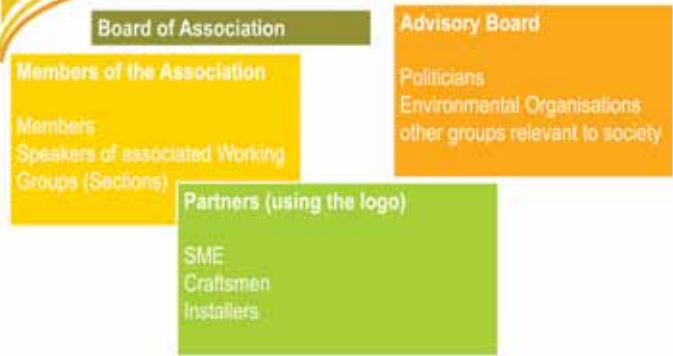 Board of Association
Advisory Board
Politicians
Environmental Organisations
other groups relevant to society
Members of the Association
Members
Speakers of associated Working
Groups (Sections)
Partners (using the logo)
SME
Craftsmen
Installers